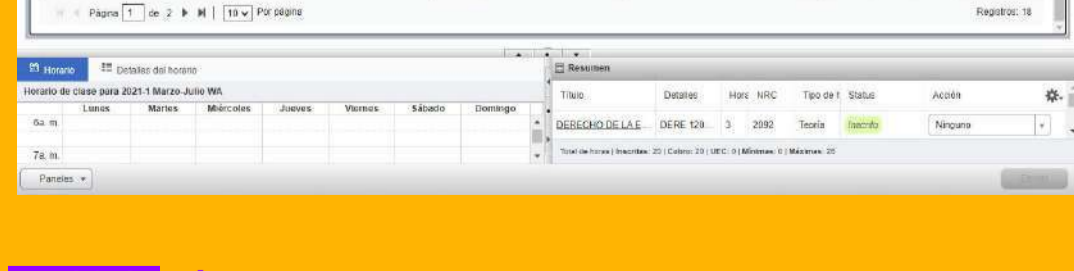 Página 1 de 2 | 10 Por página Registros: 18
Horario Detalles del horario
Horario de clase para 2021-1 Marzo-Julio WA
Lunes Martes Miércoles Jueves Viernes Sábado Domingo
6a. m.
7a. m.
Resumen
Título Detalles Hora NRC Tipo de h Status Acción
DERECHO DE LA E... DERE 120... 3 2092 Teoría Inscrito Ninguno
Total de horas | Inscritas: 20 | Cobro: 20 | UEC: 0 | Mínimas: 0 | Máximas: 25
Paneles